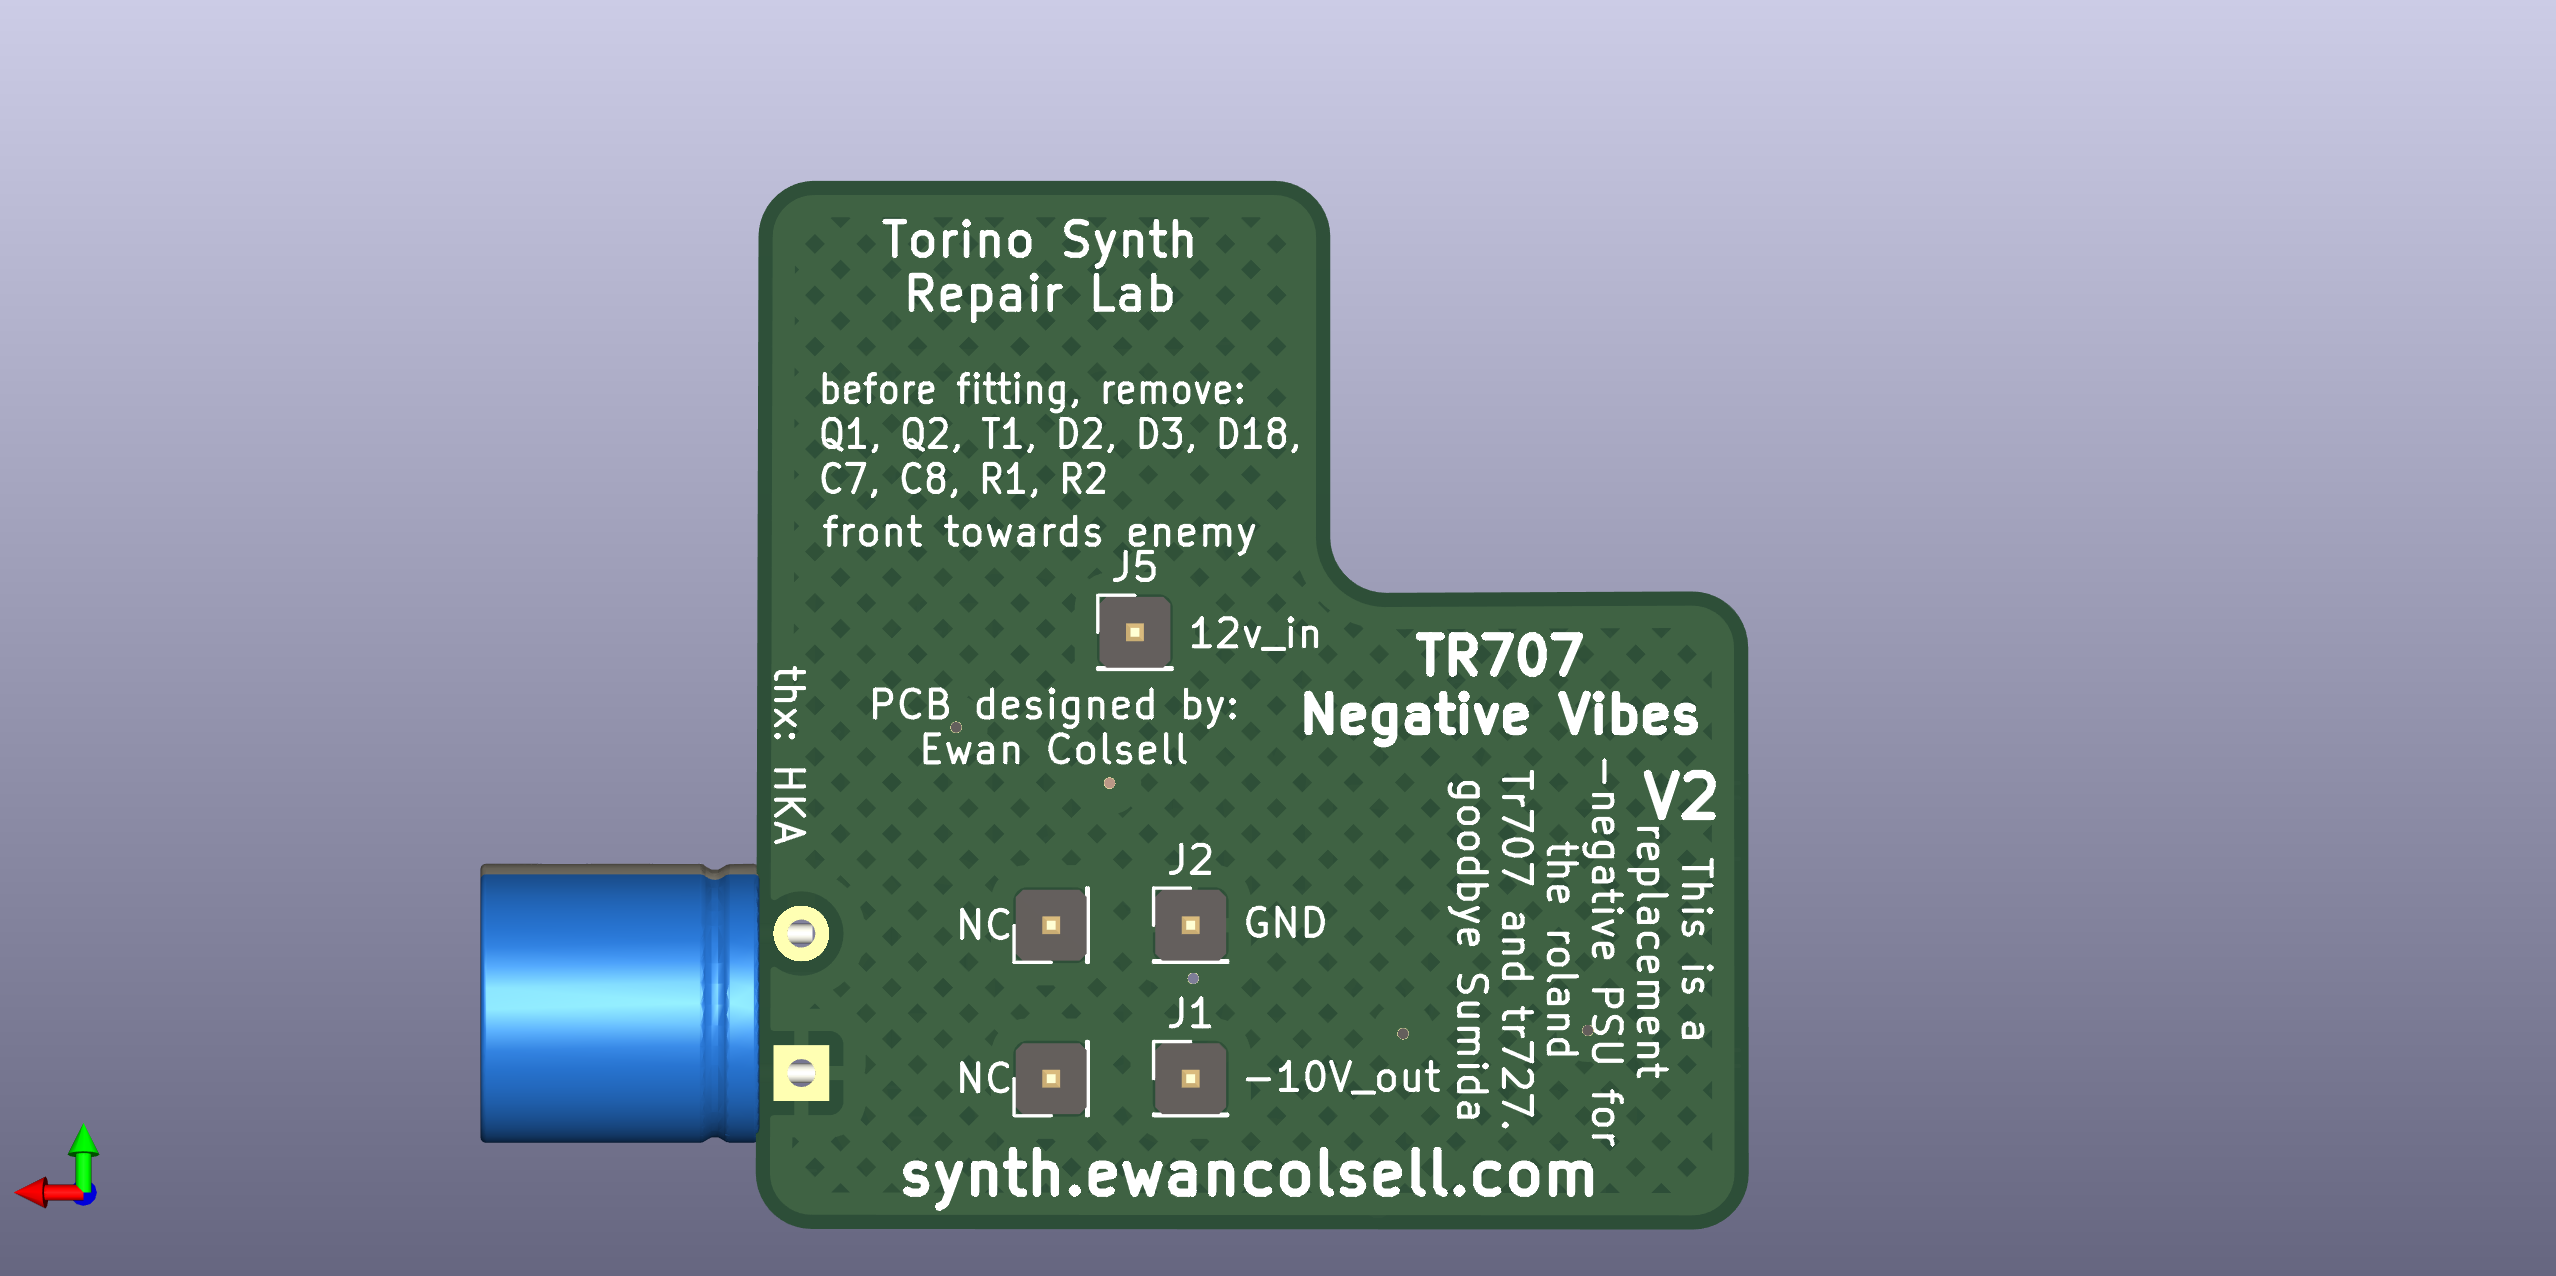 Torino Synth
Repair Lab
before fitting, remove:
Q1, Q2, T1, D2, D3, D18,
C7, C8, R1, R2
front towards enemy
J5
12v_in
TR707
Negative Vibes
V2
thx: HKA
PCB designed by:
Ewan Colsell
This is a
replacement
-negative PSU for
the roland
Tr707 and tr727.
goodbye Sumida
J2
NC
GND
J1
NC
-10V_out
synth.ewancolsell.com